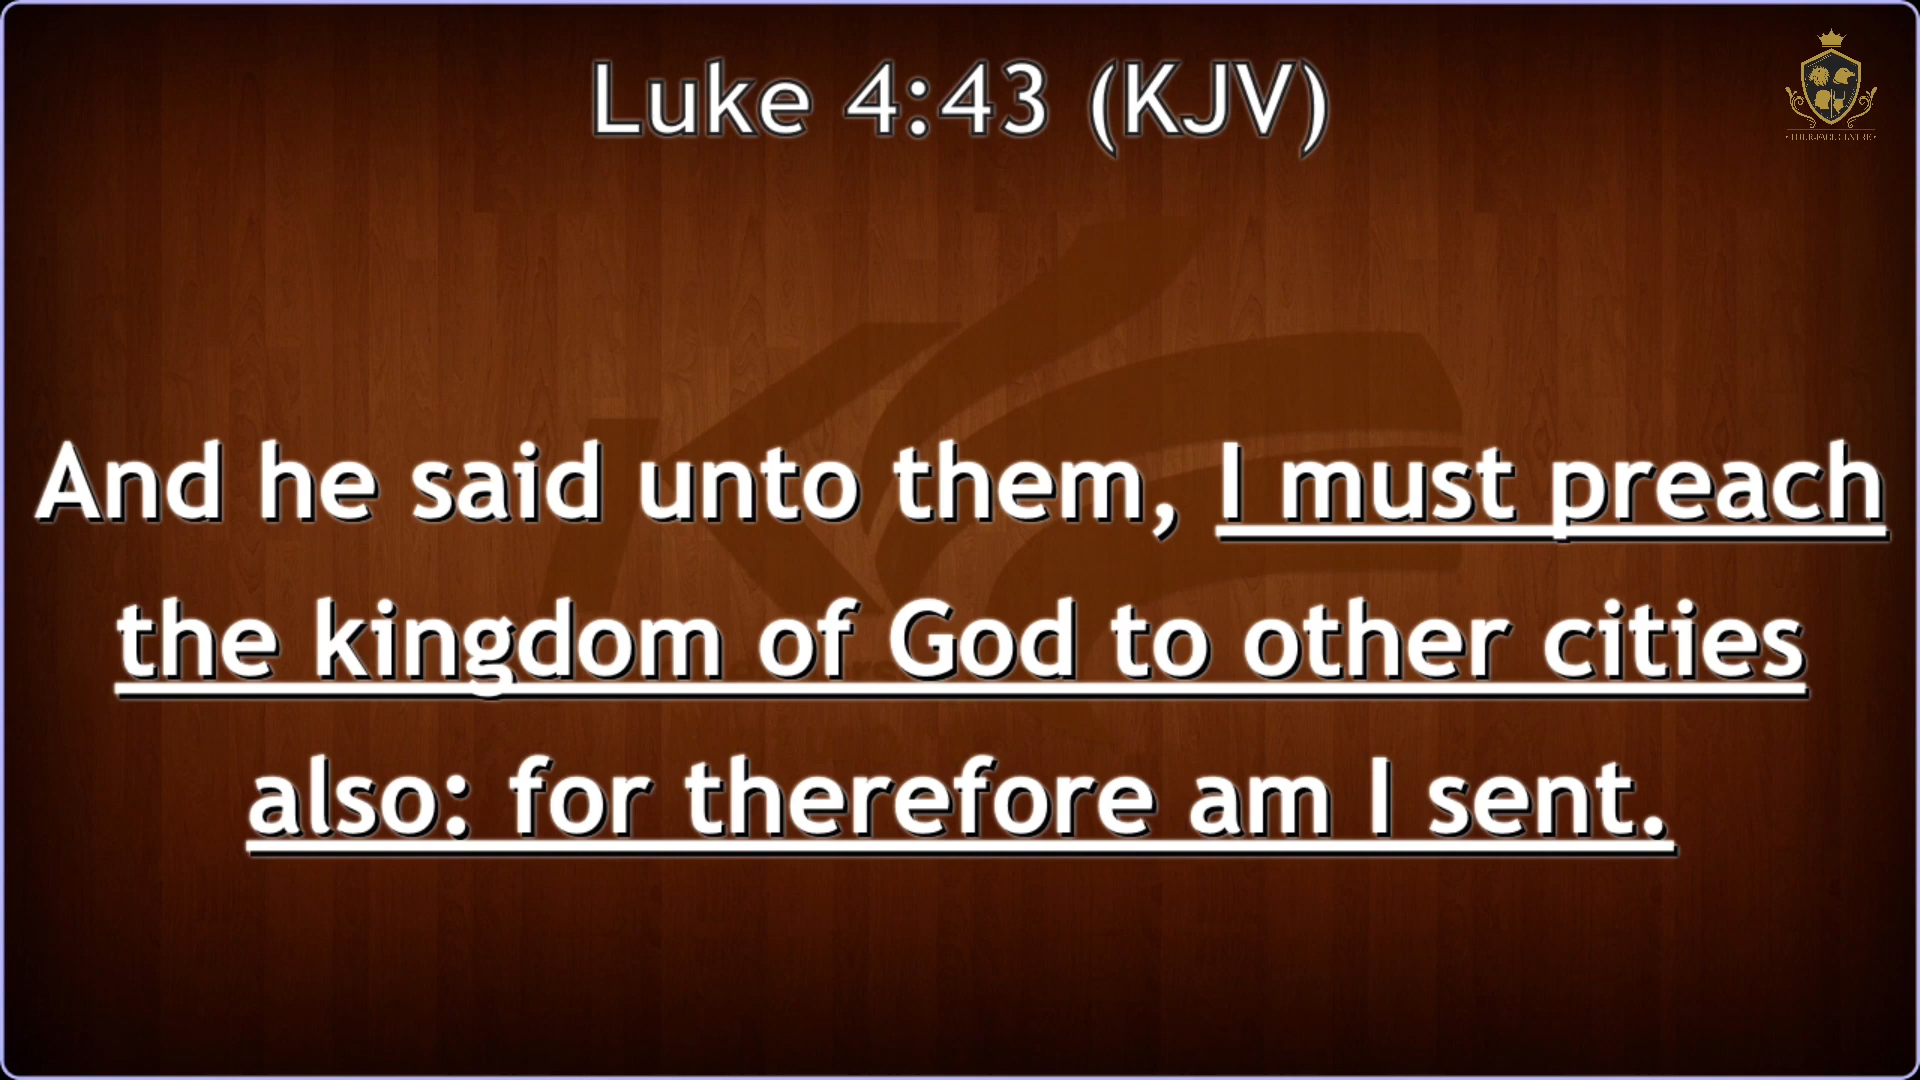 Luke 4:43 (KJV)
And he said unto them, I must preach
the kingdom of God to other cities
also: for therefore am I sent.